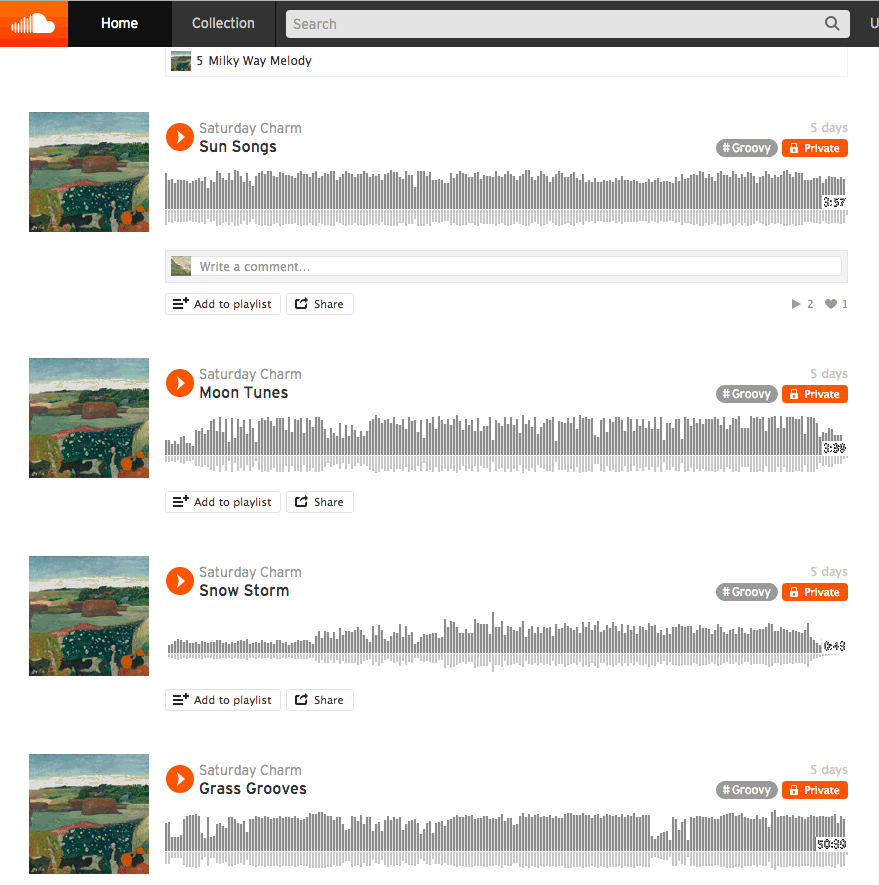 Home Collection Search U
5 Milky Way Melody
Saturday Charm 5 days
Sun Songs # Groovy Private
3:57
Write a comment...
Add to playlist Share 2 1
Saturday Charm 5 days
Moon Tunes # Groovy Private
3:39
Add to playlist Share
Saturday Charm 5 days
Snow Storm # Groovy Private
0:43
Add to playlist Share
Saturday Charm 5 days
Grass Grooves # Groovy Private
50:39